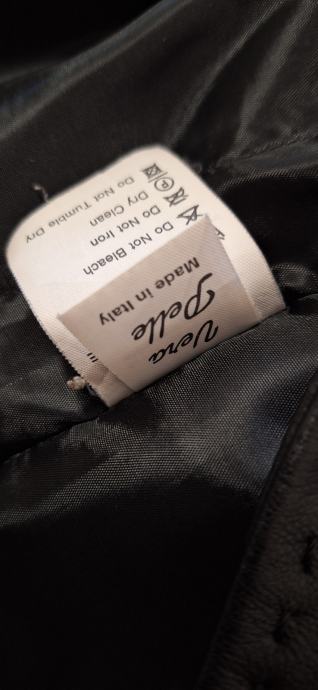 Vera
Pelle
Made in Italy
Do Not Bleach
Do Not Iron
Dry Clean
Do Not Tumble Dry